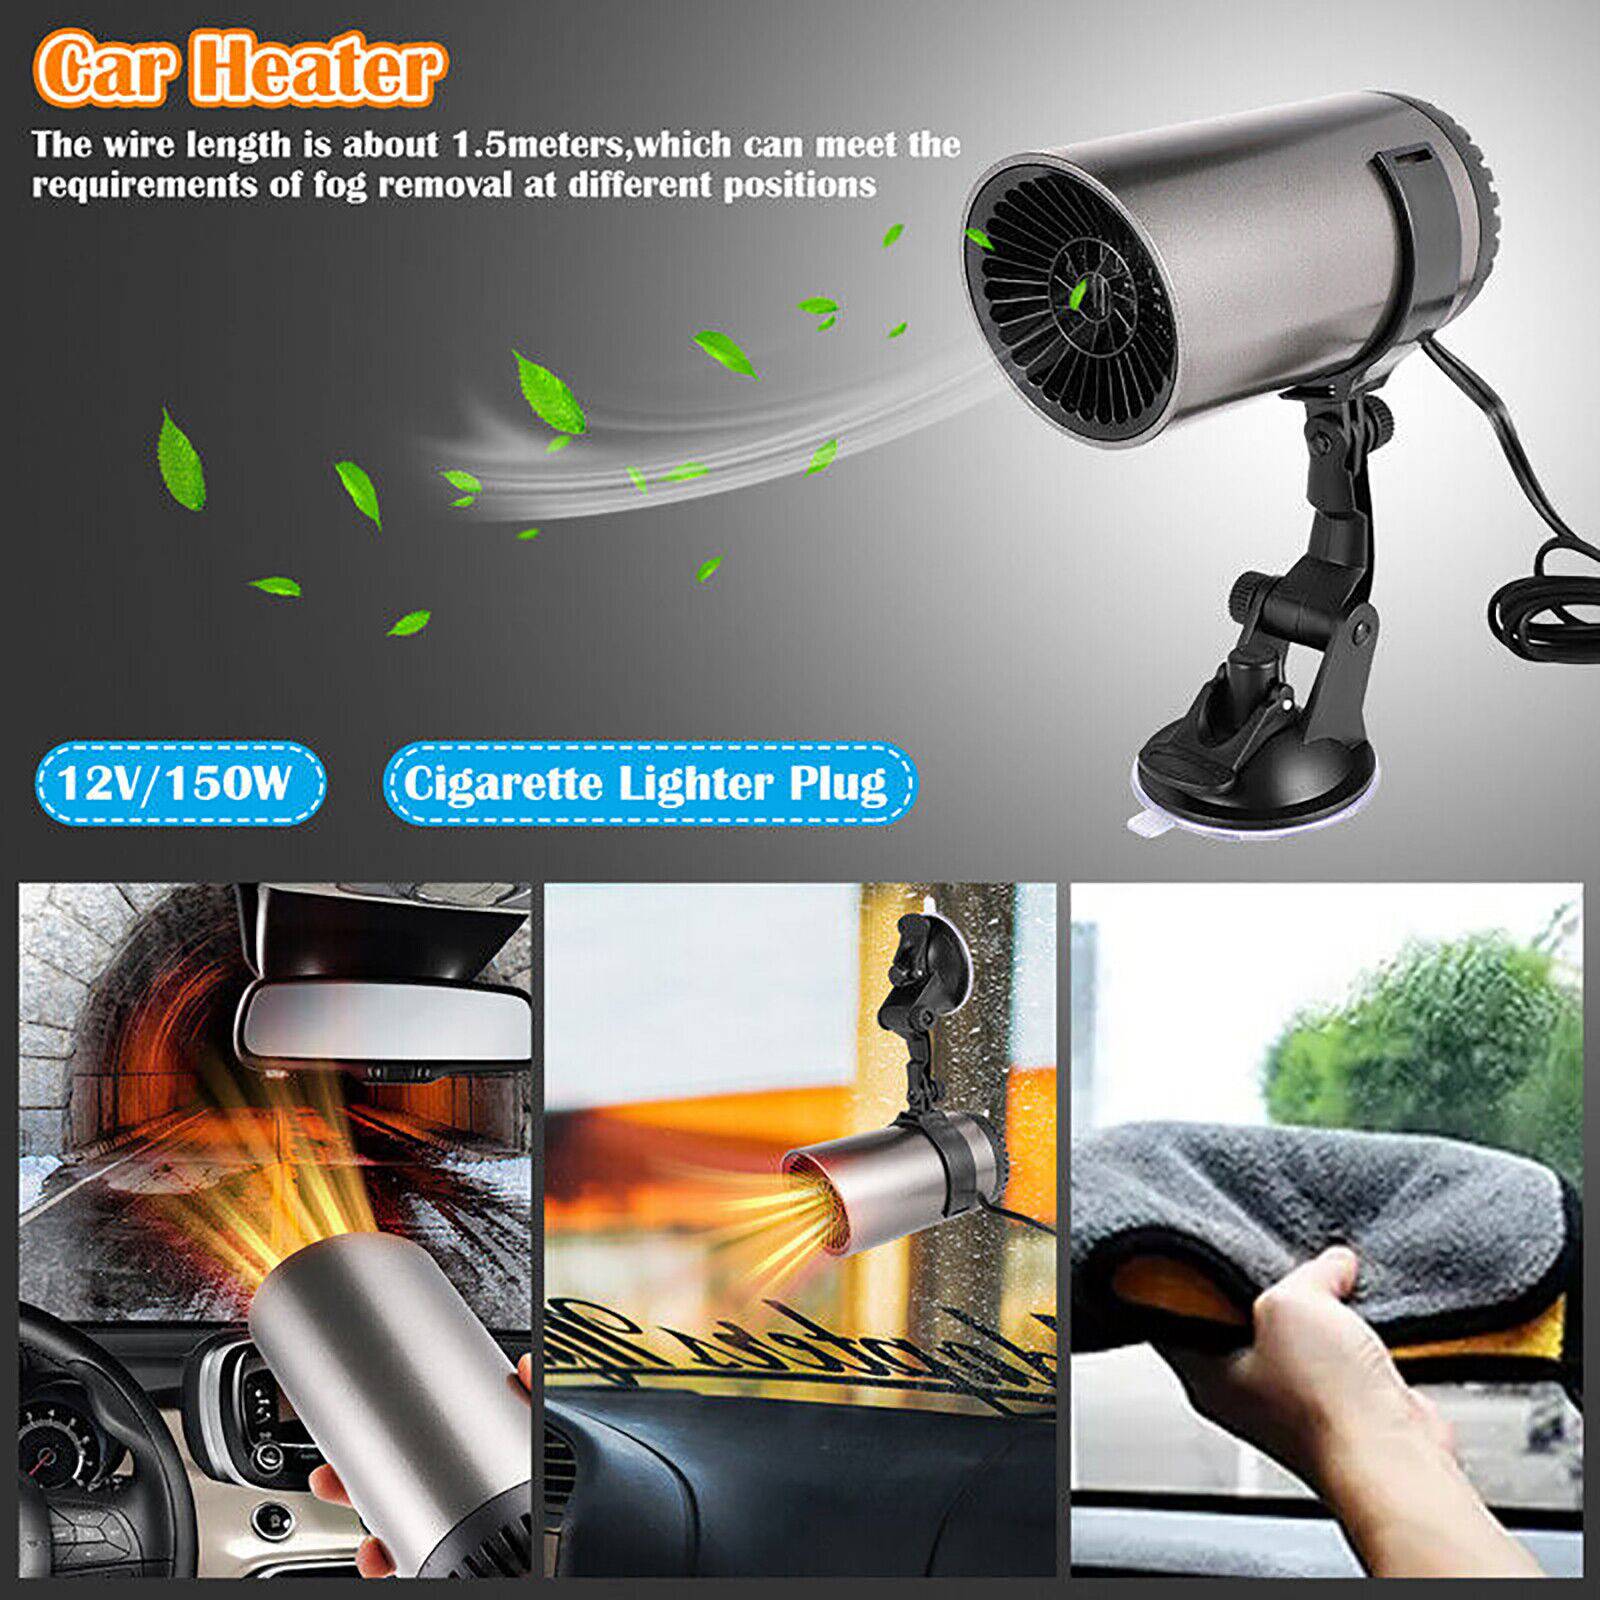 Car Heater
The wire length is about 1.5meters,which can meet the
requirements of fog removal at different positions
12V/150W
Cigarette Lighter Plug